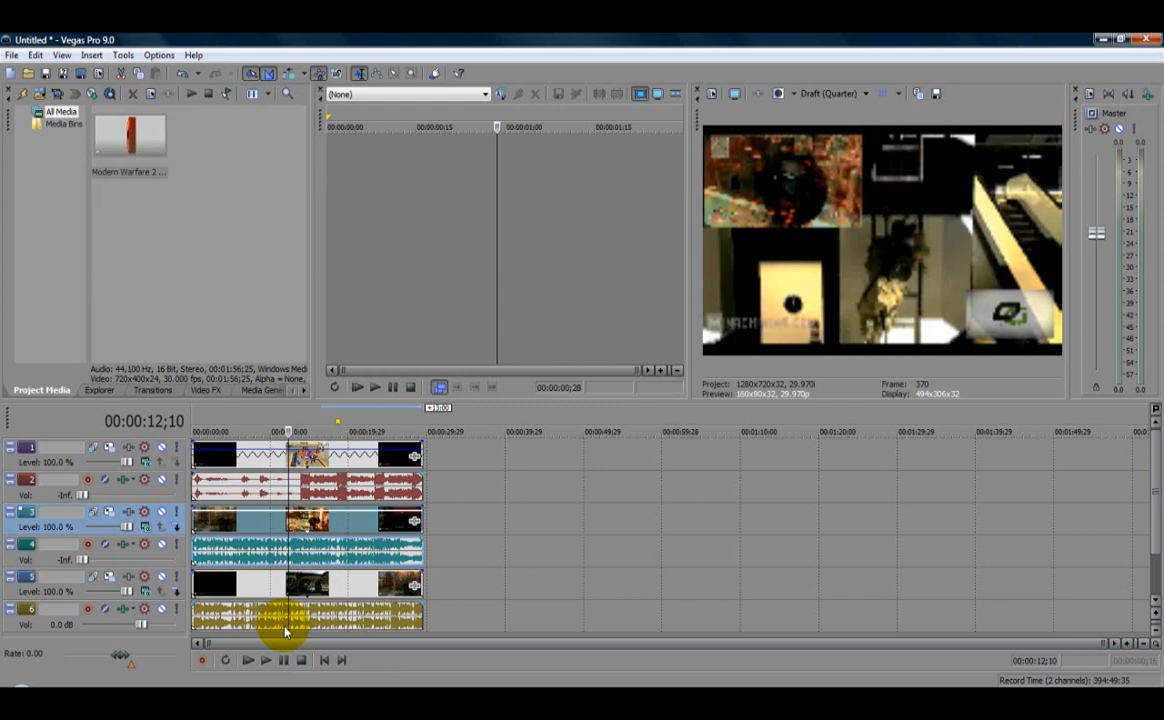 Untitled * - Vegas Pro 9.0
File Edit View Insert Tools Options Help
(None)
Draft (Quarter)
Master
All Media
Media Bins
Modern Warfare 2 ...
00:00:00:00 00:00:00:15 00:00:01:00 00:00:01:15
Audio: 44,100 Hz, 16 Bit, Stereo, 00:01:56;25, Windows Medi
Video: 720x400x24, 30.000 fps, 00:01:56;25, Alpha = None,
Project Media Explorer Transitions Video FX Media Gene
00:00:00;28
Project: 1280x720x32, 29.970i
Preview: 160x90x32, 29.970p
Frame: 370
Display: 494x306x32
00:00:12;10
+13:00
00:00:00:00 00:00:19:29 00:00:29:29 00:00:39:29 00:00:49:29 00:00:59:28 00:01:10:00 00:01:20:00 00:01:29:29 00:01:39:29 00:01:49:29
1
Level: 100.0 %
2
Vol: -Inf.
3
Level: 100.0 %
4
Vol: -Inf.
5
Level: 100.0 %
6
Vol: 0.0 dB
Rate: 0.00
00:00:12;10
Record Time (2 channels): 394:49:35